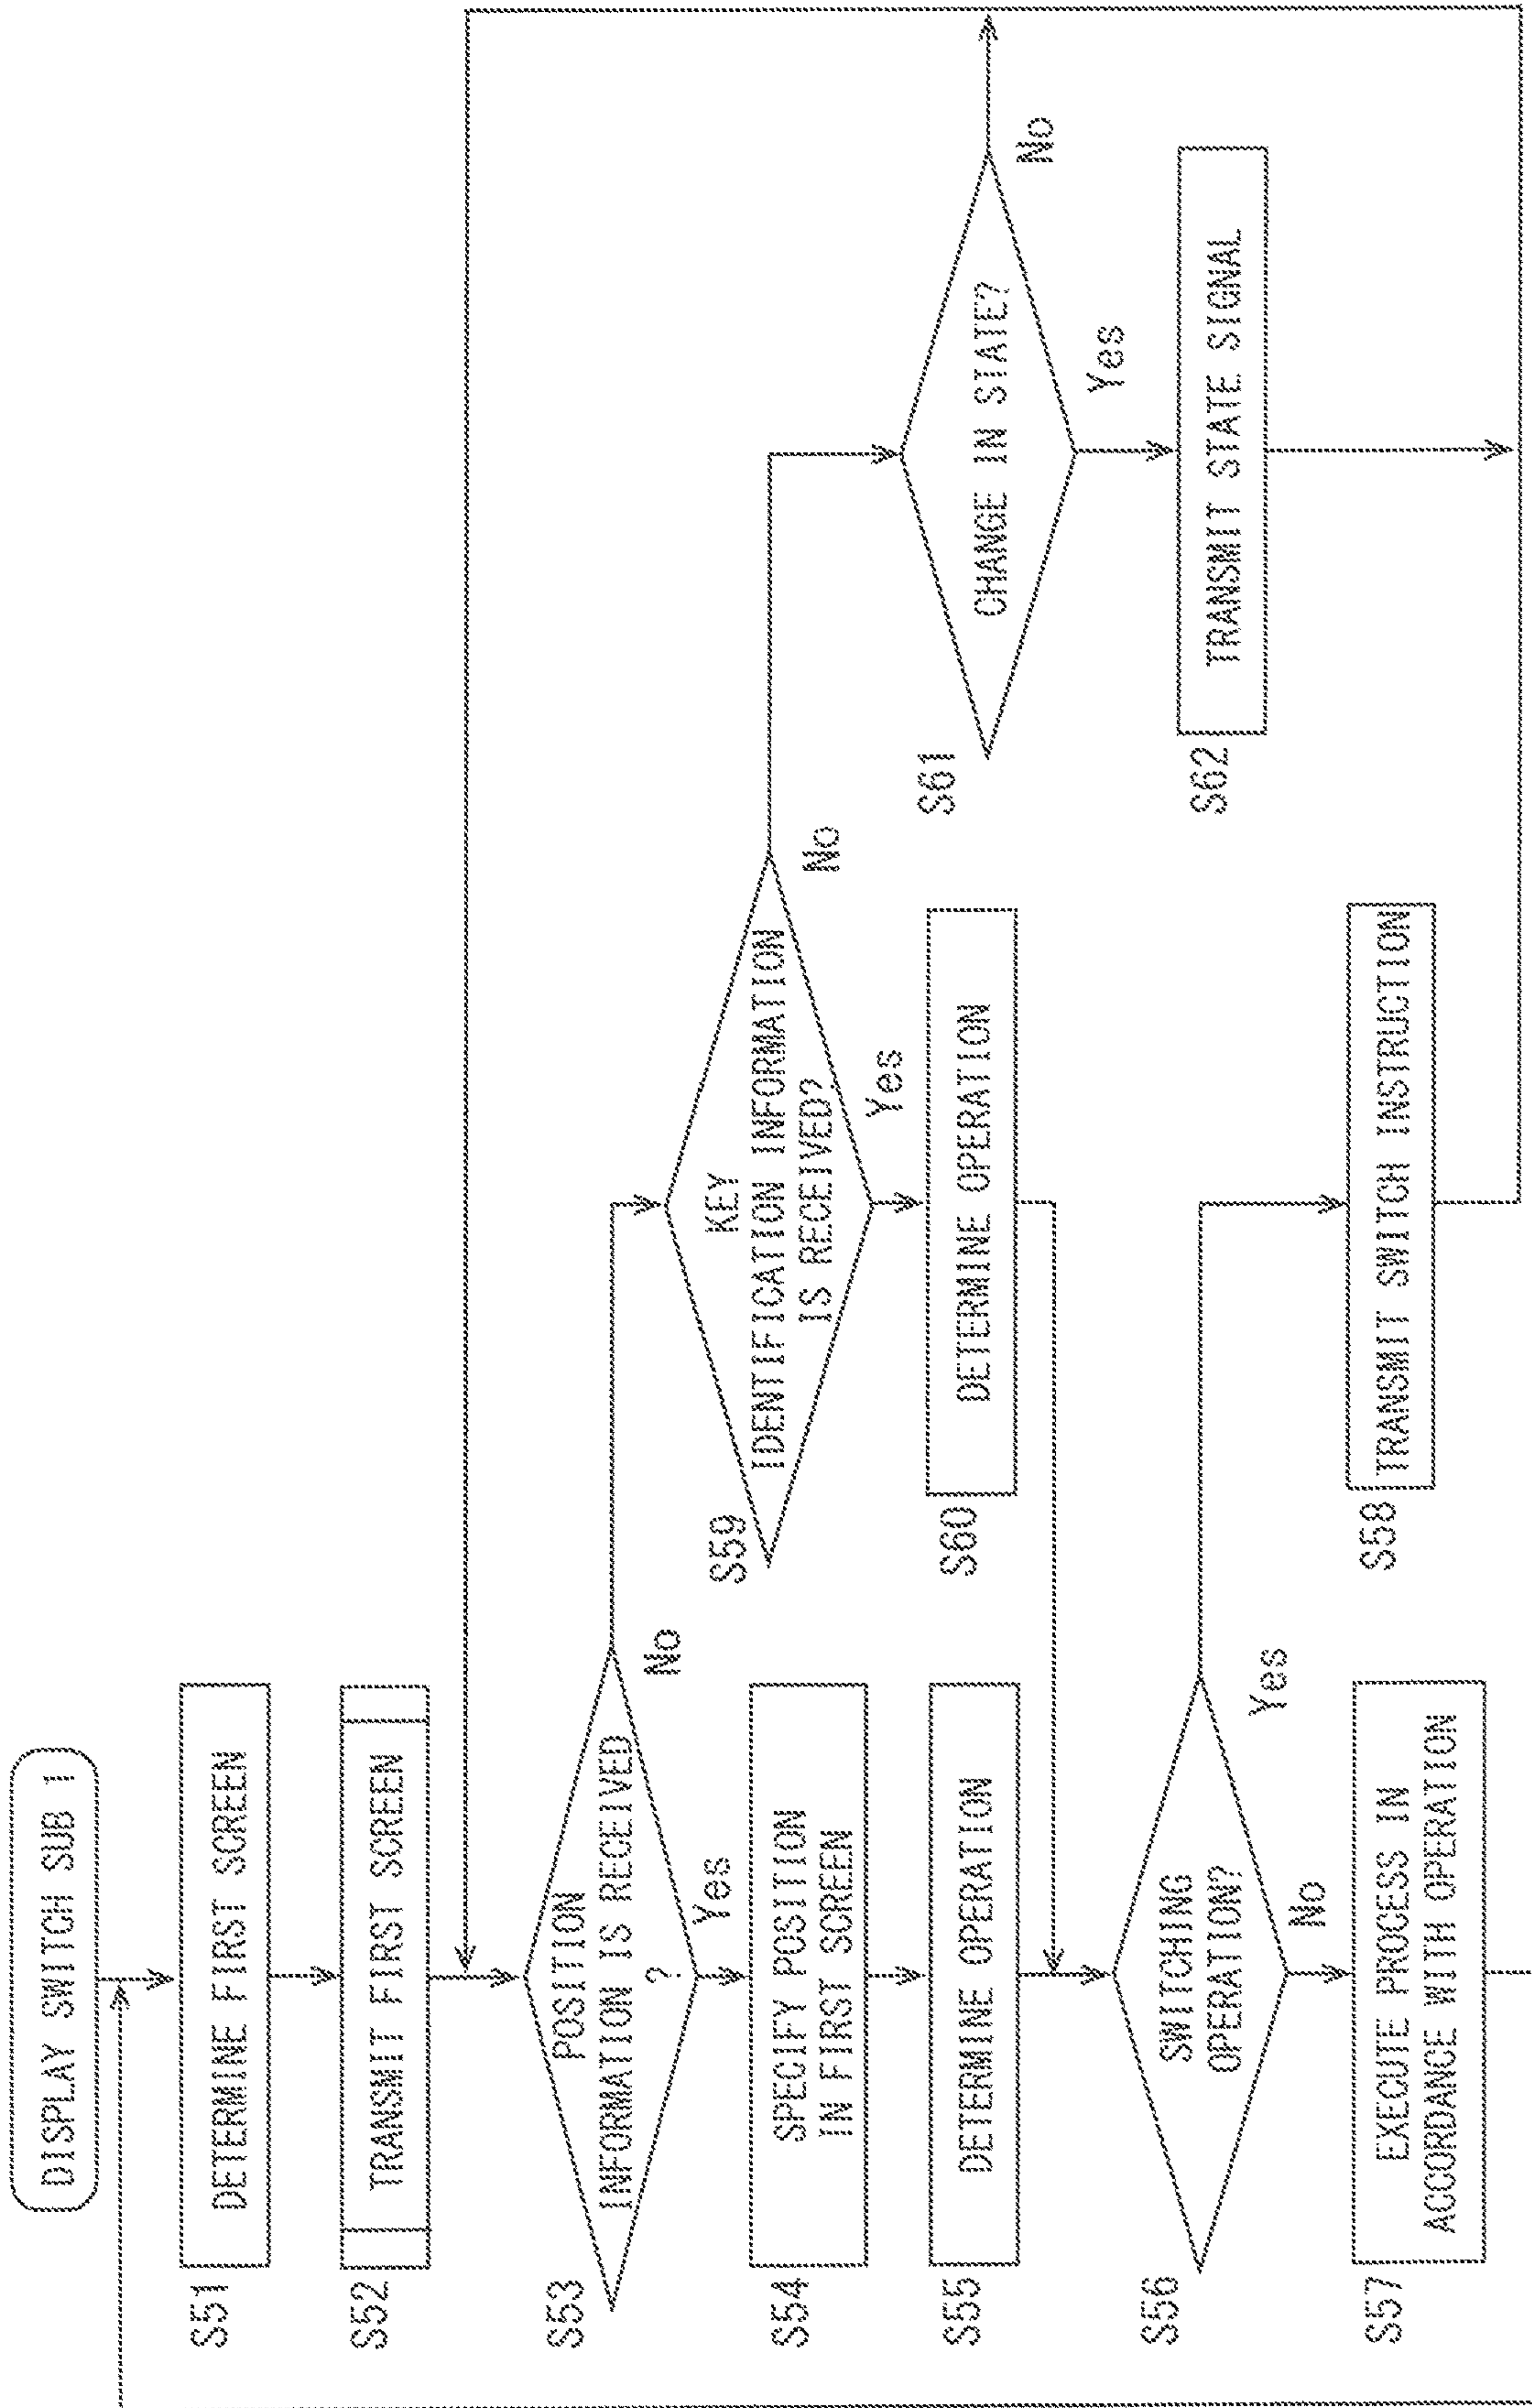 DISPLAY SWITCH SUB 1
S51
DETERMINE FIRST SCREEN
S52
TRANSMIT FIRST SCREEN
S53
POSITION
INFORMATION IS RECEIVED
?
No
Yes
S54
SPECIFY POSITION
IN FIRST SCREEN
S55
DETERMINE OPERATION
S56
SWITCHING
OPERATION?
Yes
No
S57
EXECUTE PROCESS IN
ACCORDANCE WITH OPERATION
S58
TRANSMIT SWITCH INSTRUCTION
S59
KEY
IDENTIFICATION INFORMATION
IS RECEIVED?
No
Yes
S60
DETERMINE OPERATION
S61
CHANGE IN STATE?
No
Yes
S62
TRANSMIT STATE SIGNAL